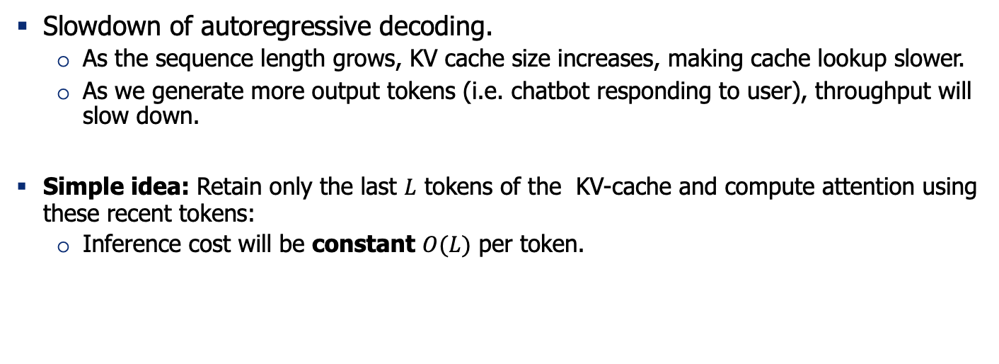 ▪ Slowdown of autoregressive decoding.
o As the sequence length grows, KV cache size increases, making cache lookup slower.
o As we generate more output tokens (i.e. chatbot responding to user), throughput will
slow down.
▪ Simple idea: Retain only the last L tokens of the KV-cache and compute attention using
these recent tokens:
o Inference cost will be constant O(L) per token.